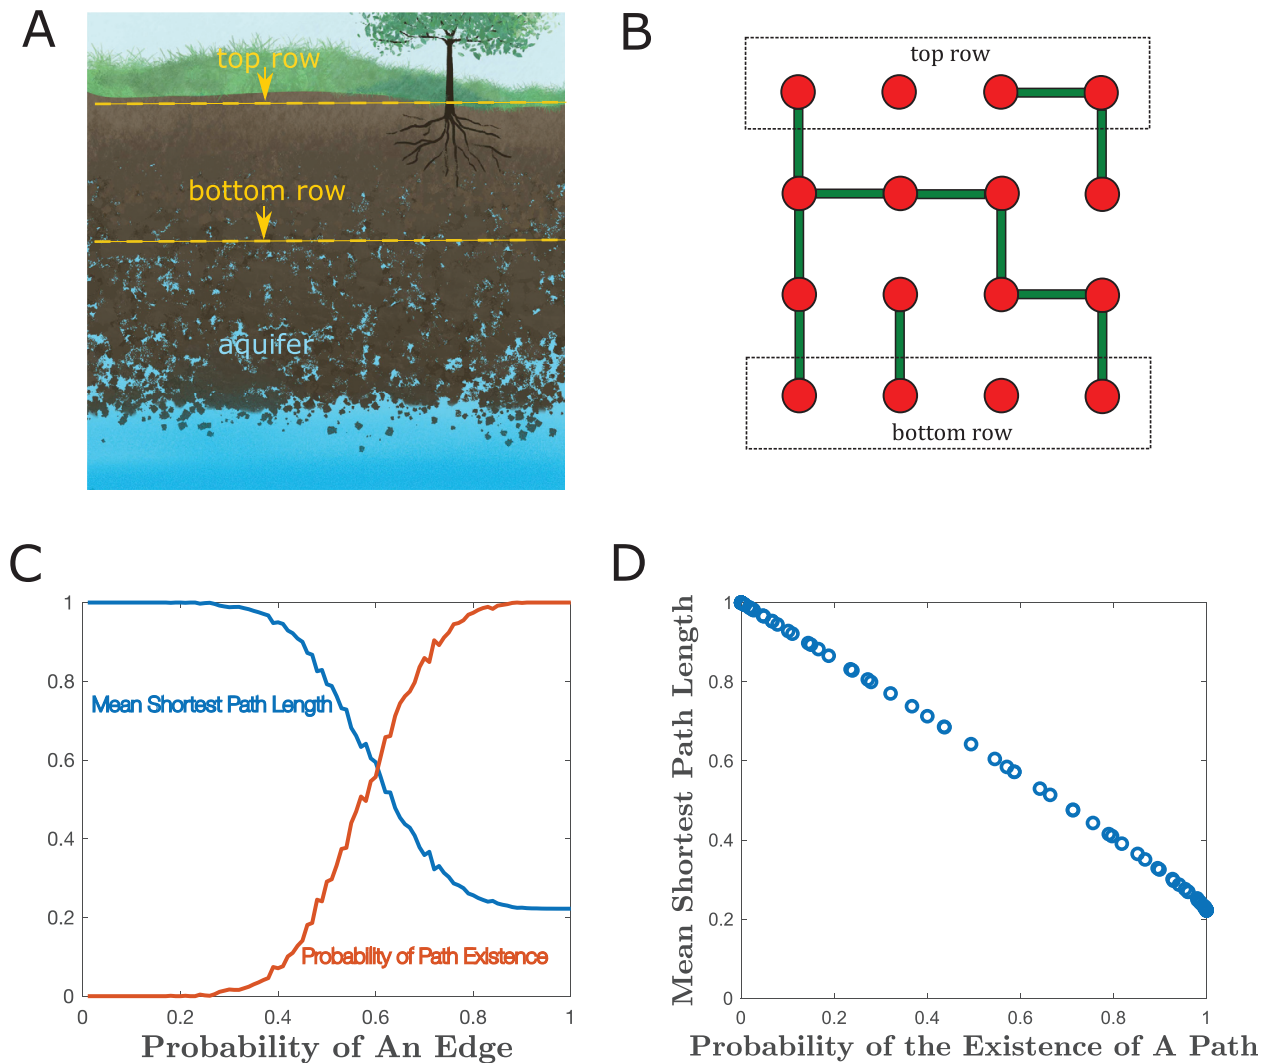 A
top row
bottom row
aquifer
B
top row
bottom row
C
1
0.8
0.6
0.4
0.2
0
Mean Shortest Path Length
Probability of Path Existence
0 0.2 0.4 0.6 0.8 1
Probability of An Edge
D
Mean Shortest Path Length
1
0.8
0.6
0.4
0.2
0
0 0.2 0.4 0.6 0.8 1
Probability of the Existence of A Path